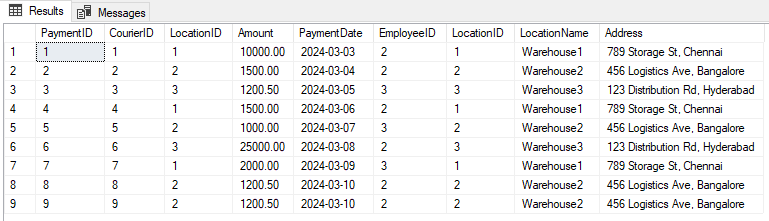 Results Messages
PaymentID CourierID LocationID Amount PaymentDate EmployeeID LocationID LocationName Address
1 1 1 1 10000.00 2024-03-03 2 1 Warehouse1 789 Storage St, Chennai
2 2 2 2 1500.00 2024-03-04 2 2 Warehouse2 456 Logistics Ave, Bangalore
3 3 3 3 1200.50 2024-03-05 3 3 Warehouse3 123 Distribution Rd, Hyderabad
4 4 4 1 1500.00 2024-03-06 2 1 Warehouse1 789 Storage St, Chennai
5 5 5 2 1000.00 2024-03-07 3 2 Warehouse2 456 Logistics Ave, Bangalore
6 6 6 3 25000.00 2024-03-08 2 3 Warehouse3 123 Distribution Rd, Hyderabad
7 7 7 1 2000.00 2024-03-09 3 1 Warehouse1 789 Storage St, Chennai
8 8 8 2 1200.50 2024-03-10 2 2 Warehouse2 456 Logistics Ave, Bangalore
9 9 9 2 1200.50 2024-03-10 2 2 Warehouse2 456 Logistics Ave, Bangalore